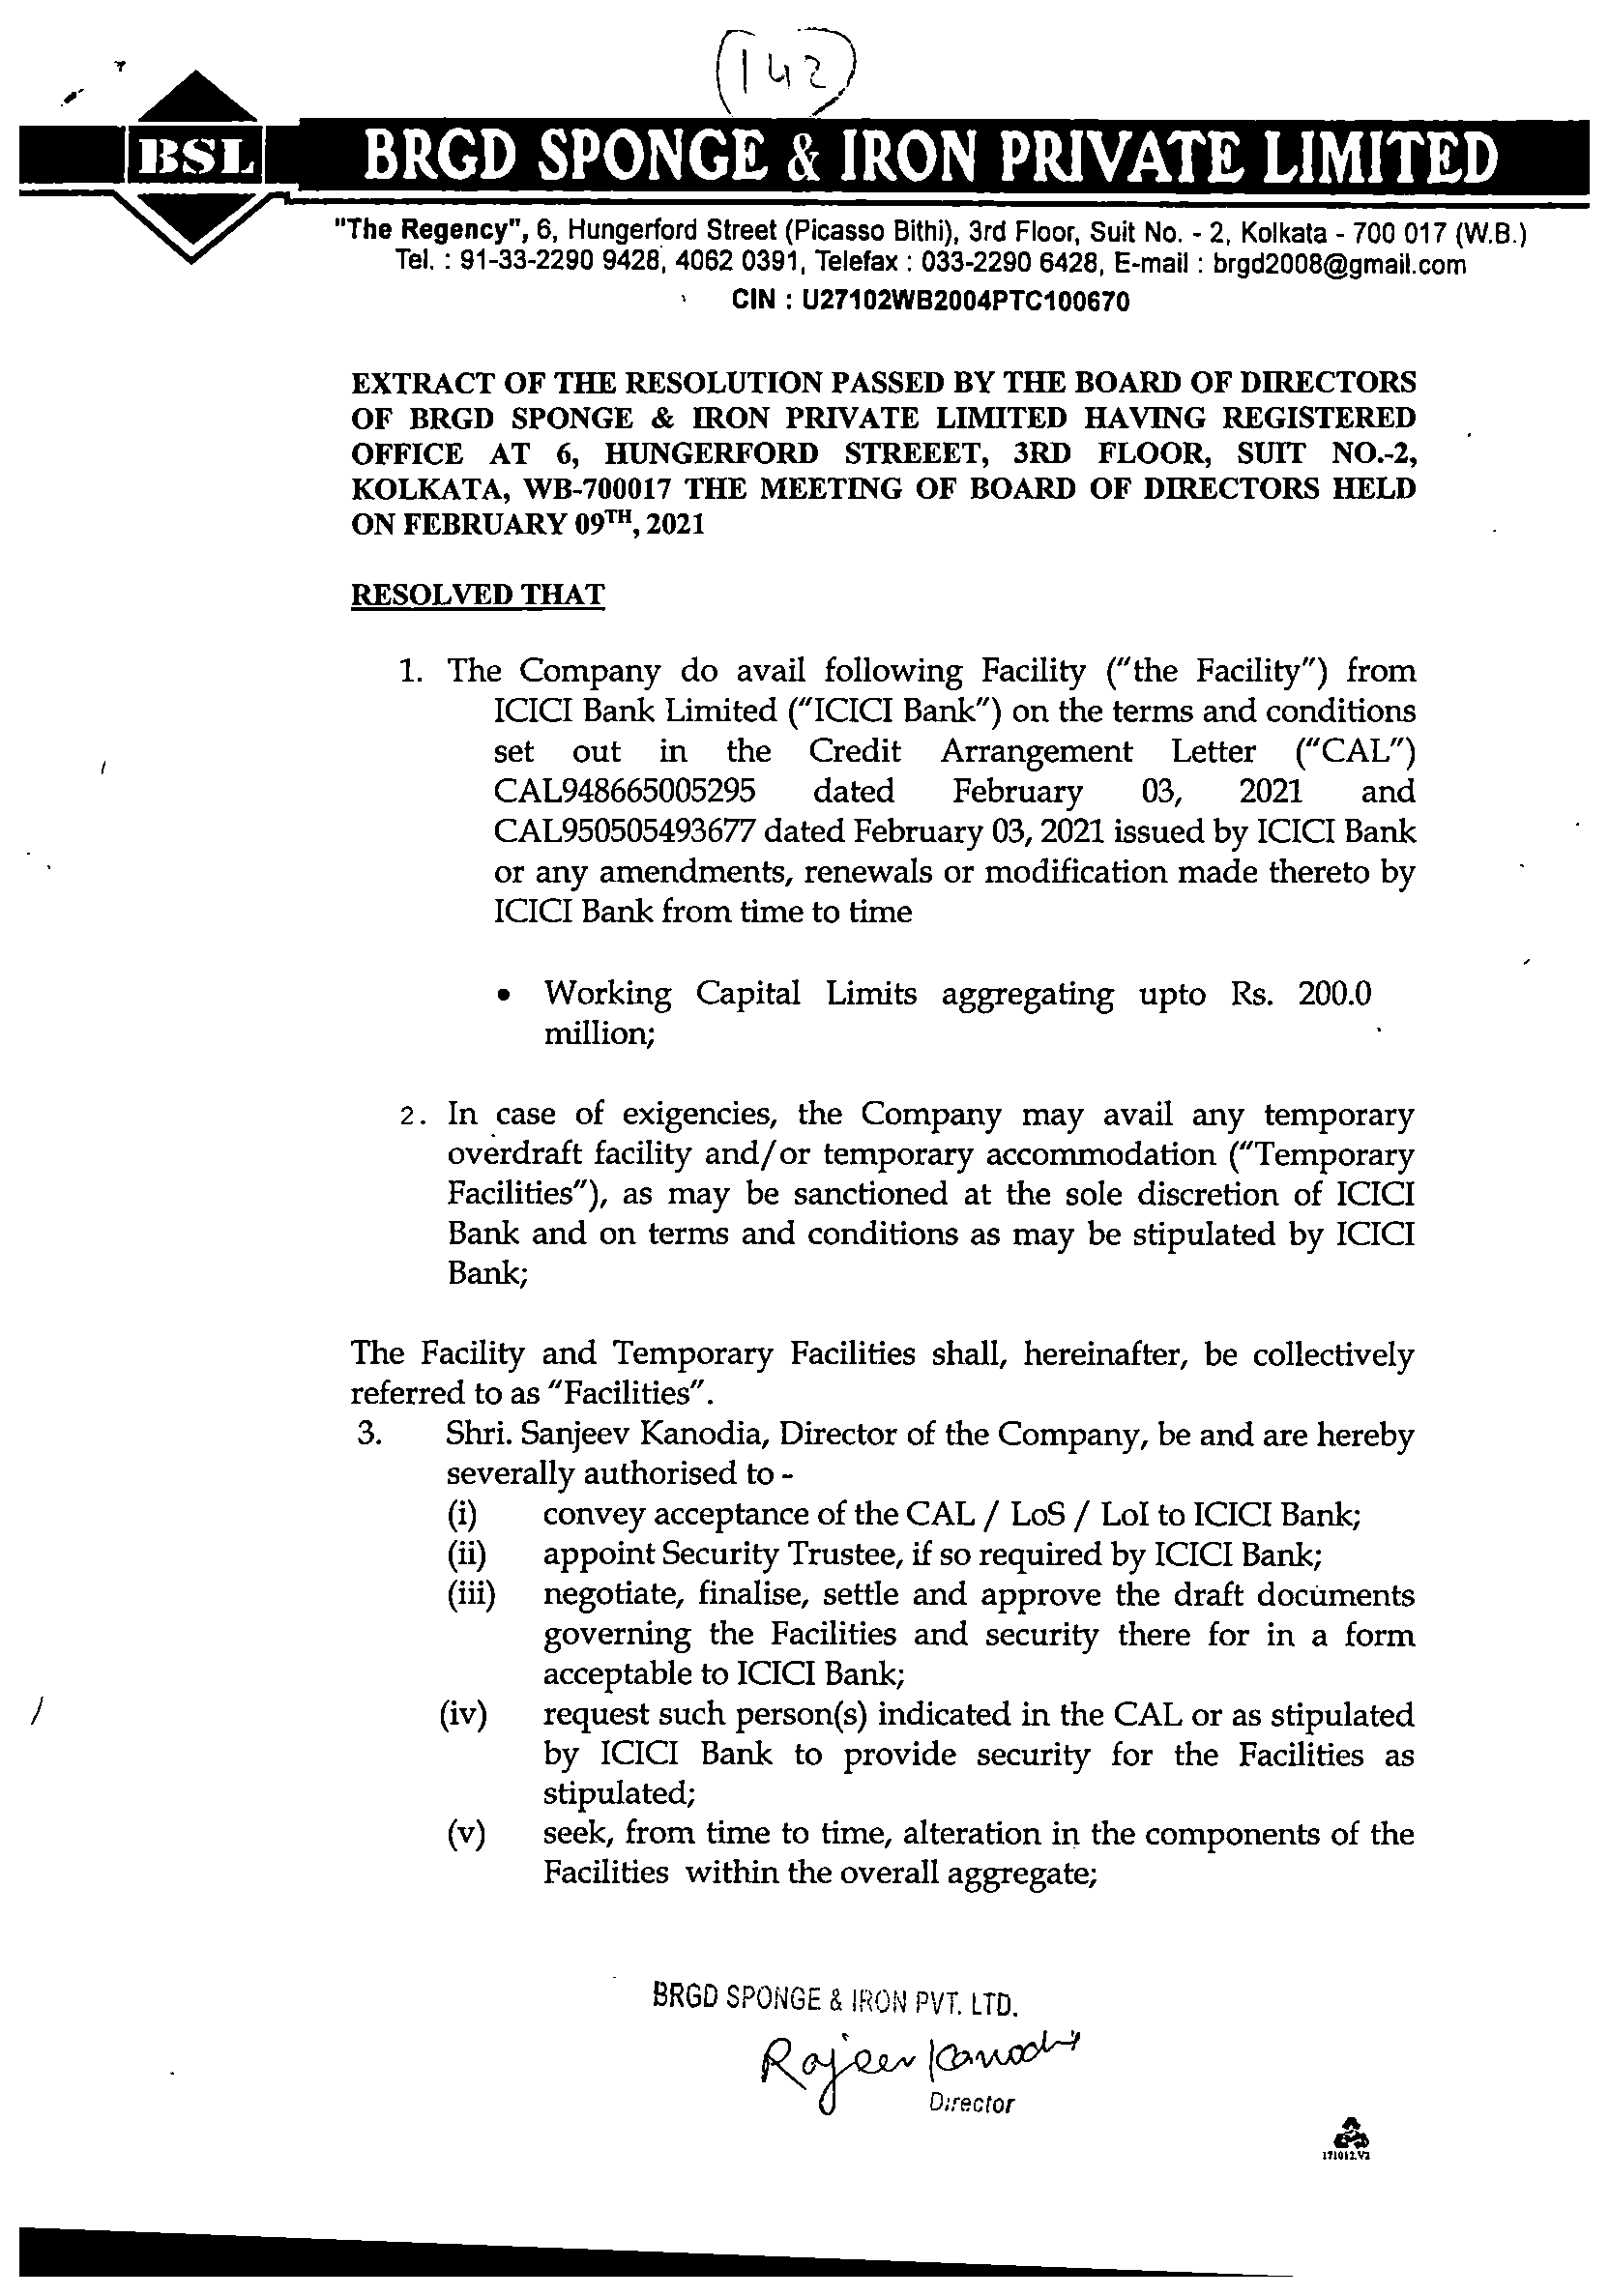 142
BSL
BRGD SPONGE & IRON PRIVATE LIMITED
"The Regency", 6, Hungerford Street (Picasso Bithi), 3rd Floor, Suit No. - 2, Kolkata - 700 017 (W.B.)
Tel. : 91-33-2290 9428, 4062 0391, Telefax : 033-2290 6428, E-mail : brgd2008@gmail.com
CIN : U27102WB2004PTC100670
EXTRACT OF THE RESOLUTION PASSED BY THE BOARD OF DIRECTORS
OF BRGD SPONGE & IRON PRIVATE LIMITED HAVING REGISTERED
OFFICE AT 6, HUNGERFORD STREEET, 3RD FLOOR, SUIT NO.-2,
KOLKATA, WB-700017 THE MEETING OF BOARD OF DIRECTORS HELD
ON FEBRUARY 09TH, 2021
RESOLVED THAT
1. The Company do avail following Facility ("the Facility") from
ICICI Bank Limited ("ICICI Bank") on the terms and conditions
set out in the Credit Arrangement Letter ("CAL")
CAL948665005295 dated February 03, 2021 and
CAL950505493677 dated February 03, 2021 issued by ICICI Bank
or any amendments, renewals or modification made thereto by
ICICI Bank from time to time
• Working Capital Limits aggregating upto Rs. 200.0
million;
2. In case of exigencies, the Company may avail any temporary
overdraft facility and/or temporary accommodation ("Temporary
Facilities"), as may be sanctioned at the sole discretion of ICICI
Bank and on terms and conditions as may be stipulated by ICICI
Bank;
The Facility and Temporary Facilities shall, hereinafter, be collectively
referred to as "Facilities".
3. Shri. Sanjeev Kanodia, Director of the Company, be and are hereby
severally authorised to -
(i) convey acceptance of the CAL / LoS / LoI to ICICI Bank;
(ii) appoint Security Trustee, if so required by ICICI Bank;
(iii) negotiate, finalise, settle and approve the draft documents
governing the Facilities and security there for in a form
acceptable to ICICI Bank;
(iv) request such person(s) indicated in the CAL or as stipulated
by ICICI Bank to provide security for the Facilities as
stipulated;
(v) seek, from time to time, alteration in the components of the
Facilities within the overall aggregate;
BRGD SPONGE & IRON PVT. LTD.
Rajeev Kanodia
Director
171012.V2